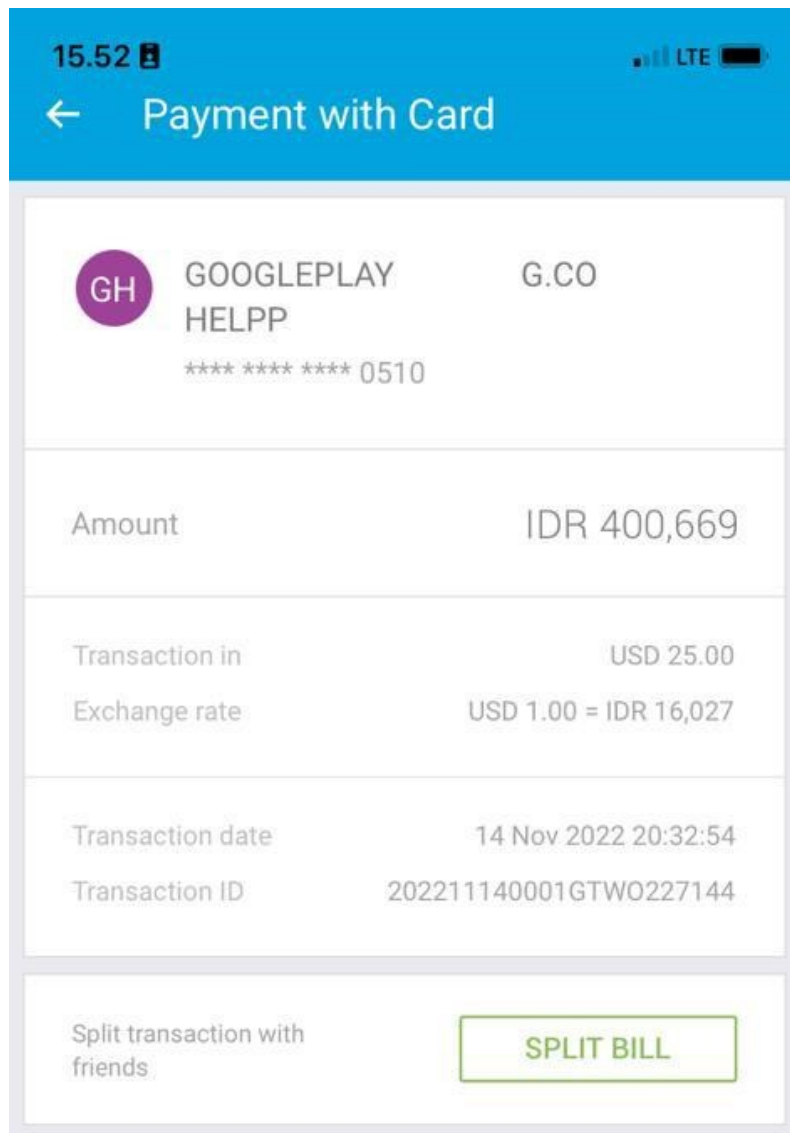 15.52 LTE
← Payment with Card
GH
GOOGLEPLAY G.CO
HELPP
**** **** **** 0510
Amount IDR 400,669
Transaction in USD 25.00
Exchange rate USD 1.00 = IDR 16,027
Transaction date 14 Nov 2022 20:32:54
Transaction ID 202211140001GTWO227144
Split transaction with
friends
SPLIT BILL